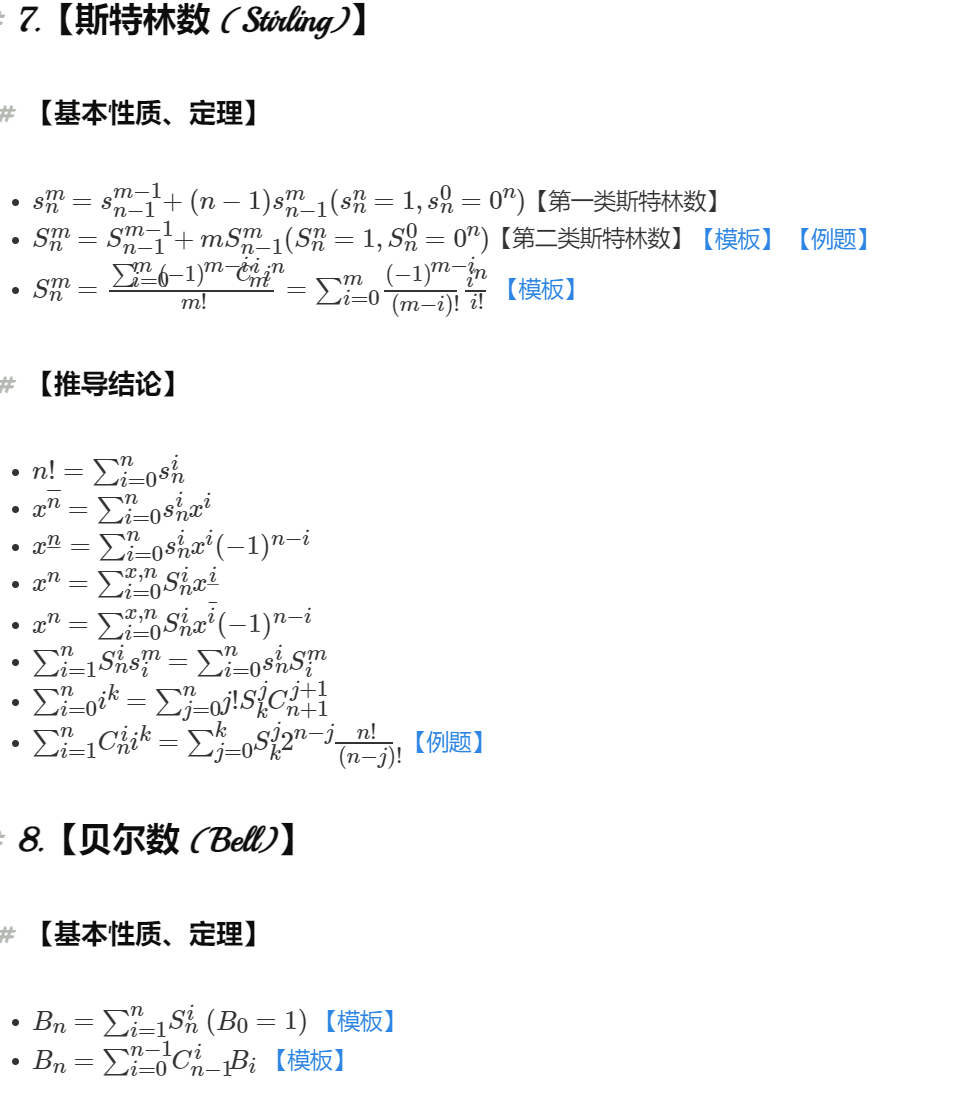 # 7.【斯特林数 (Stirling)】
# 【基本性质、定理】
• $s_n^m = s_{n-1}^{m-1} + (n-1)s_{n-1}^m (s_n^n = 1, s_n^0 = 0^n)$【第一类斯特林数】
• $S_n^m = S_{n-1}^{m-1} + mS_{n-1}^m (S_n^n = 1, S_n^0 = 0^n)$【第二类斯特林数】【模板】【例题】
• $S_n^m = \frac{\sum_{i=0}^m (-1)^{m-i} C_m^i i^n}{m!} = \sum_{i=0}^m \frac{(-1)^{m-i}}{(m-i)!} \frac{i^n}{i!}$【模板】
# 【推导结论】
• $n! = \sum_{i=0}^n s_n^i$
• $x^{\overline{n}} = \sum_{i=0}^n s_n^i x^i$
• $x^{\underline{n}} = \sum_{i=0}^n s_n^i x^i (-1)^{n-i}$
• $x^n = \sum_{i=0}^{x,n} S_n^i x^{\underline{i}}$
• $x^n = \sum_{i=0}^{x,n} S_n^i x^{\overline{i}} (-1)^{n-i}$
• $\sum_{i=1}^n S_n^i s_i^m = \sum_{i=0}^n s_n^i S_i^m$
• $\sum_{i=0}^n i^k = \sum_{j=0}^n j! S_k^j C_{n+1}^{j+1}$
• $\sum_{i=1}^n C_n^i i^k = \sum_{j=0}^k S_k^j 2^{n-j} \frac{n!}{(n-j)!}$【例题】
# 8.【贝尔数 (Bell)】
# 【基本性质、定理】
• $B_n = \sum_{i=1}^n S_n^i \ (B_0 = 1)$【模板】
• $B_n = \sum_{i=0}^{n-1} C_{n-1}^i B_i$【模板】